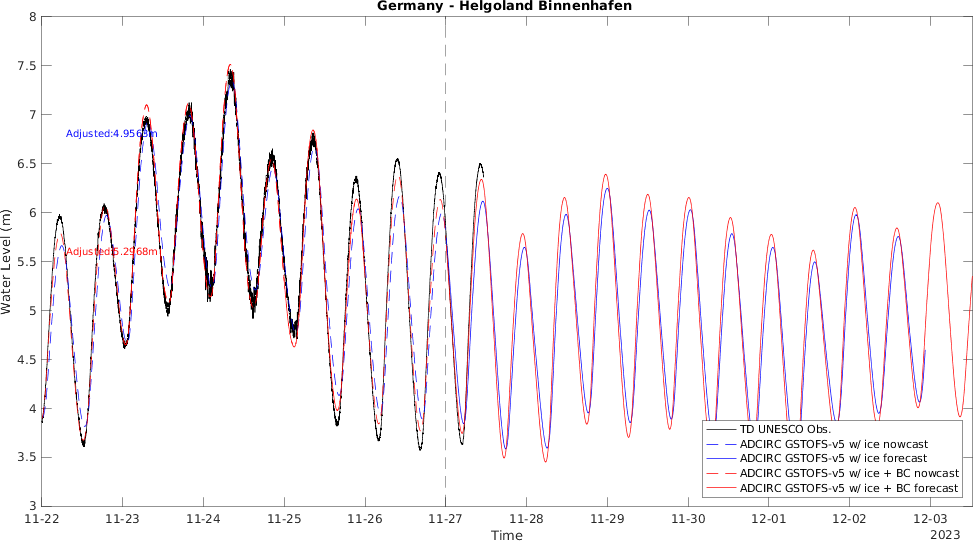 Germany - Helgoland Binnenhafen
8
7.5
7
6.5
6
5.5
5
4.5
4
3.5
3
Water Level (m)
Adjusted:4.9563m
Adjusted:5.2968m
TD UNESCO Obs.
ADCIRC GSTOFS-v5 w/ ice nowcast
ADCIRC GSTOFS-v5 w/ ice forecast
ADCIRC GSTOFS-v5 w/ ice + BC nowcast
ADCIRC GSTOFS-v5 w/ ice + BC forecast
11-22 11-23 11-24 11-25 11-26 11-27 11-28 11-29 11-30 12-01 12-02 12-03
Time
2023